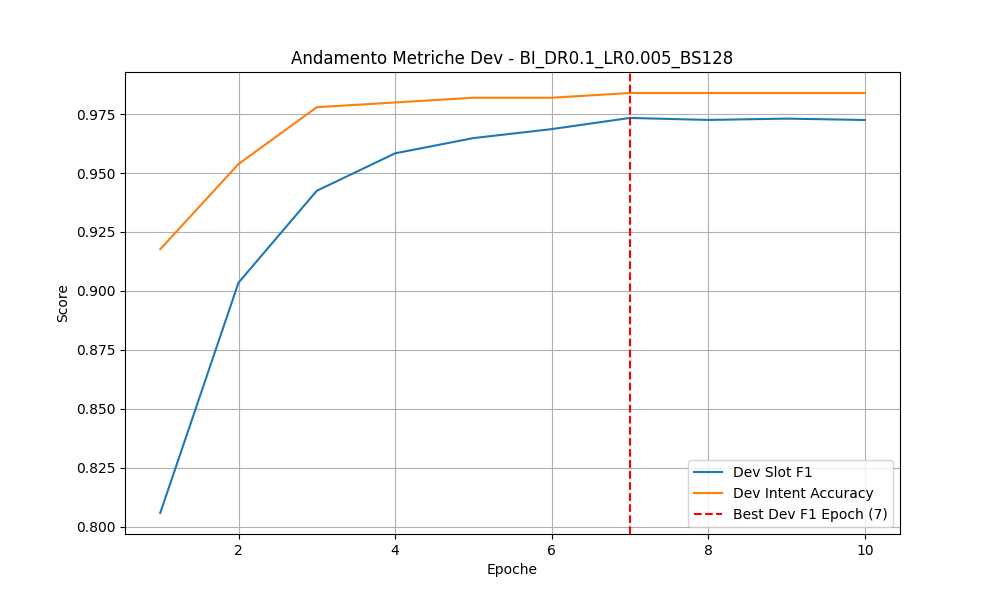 Andamento Metriche Dev - BI_DR0.1_LR0.005_BS128
Score
0.975
0.950
0.925
0.900
0.875
0.850
0.825
0.800
Dev Slot F1
Dev Intent Accuracy
Best Dev F1 Epoch (7)
2
4
6
8
10
Epoche